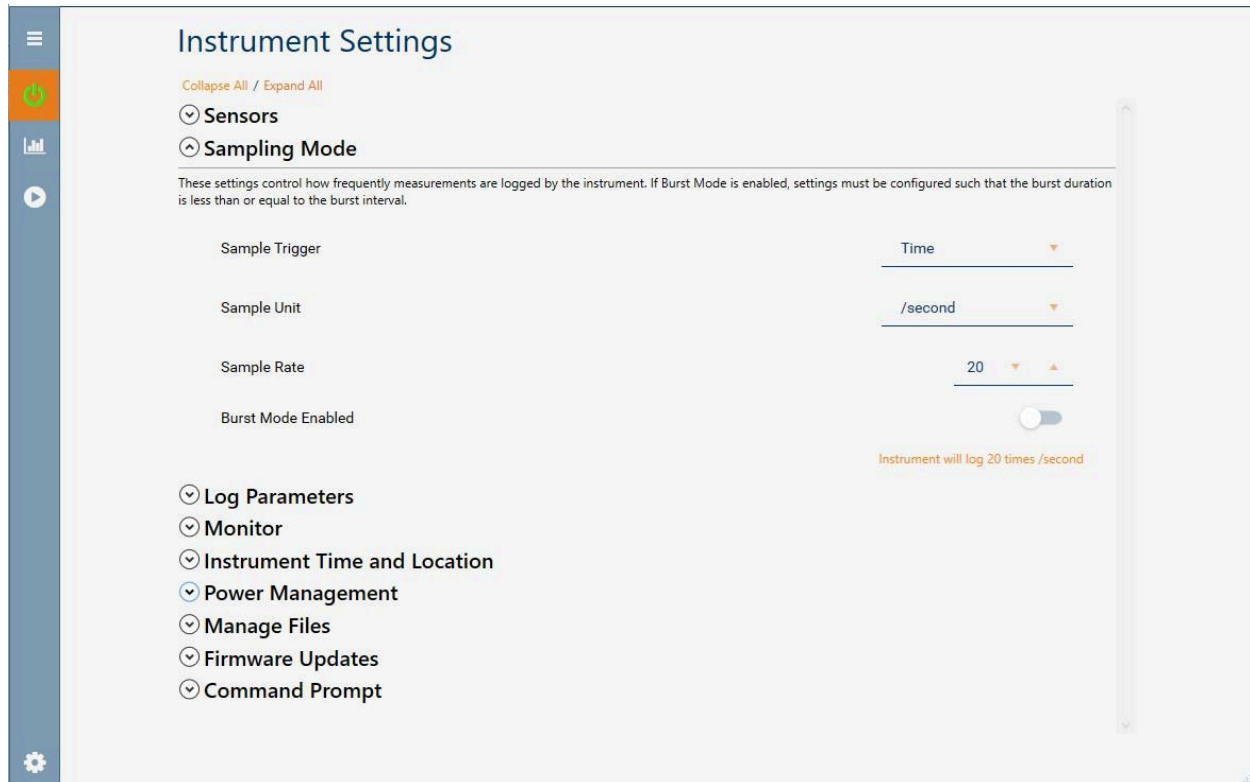 Instrument Settings
Collapse All / Expand All
Sensors
Sampling Mode
These settings control how frequently measurements are logged by the instrument. If Burst Mode is enabled, settings must be configured such that the burst duration
is less than or equal to the burst interval.
Sample Trigger Time
Sample Unit /second
Sample Rate 20
Burst Mode Enabled
Instrument will log 20 times /second
Log Parameters
Monitor
Instrument Time and Location
Power Management
Manage Files
Firmware Updates
Command Prompt